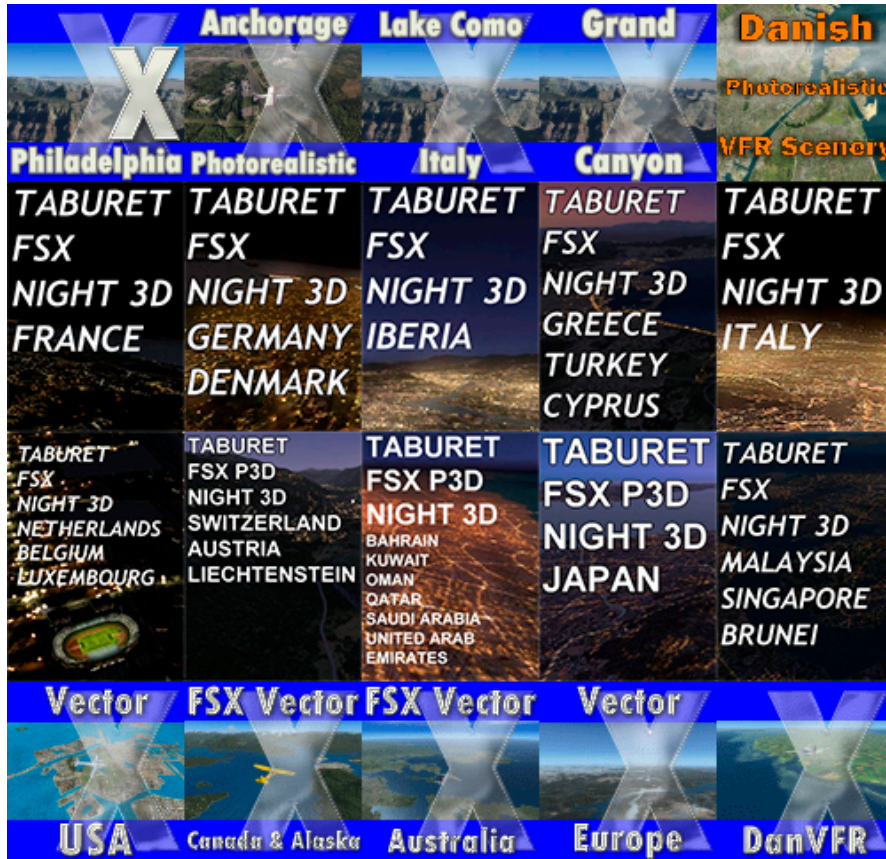 X
Philadelphia
Anchorage
Photorealistic
Lake Como
Italy
Grand
Canyon
Danish
Photorealistic
VFR Scenery
TABURET
FSX
NIGHT 3D
FRANCE
TABURET
FSX
NIGHT 3D
GERMANY
DENMARK
TABURET
FSX
NIGHT 3D
IBERIA
TABURET
FSX
NIGHT 3D
GREECE
TURKEY
CYPRUS
TABURET
FSX
NIGHT 3D
ITALY
TABURET
FSX
NIGHT 3D
NETHERLANDS
BELGIUM
LUXEMBOURG
TABURET
FSX P3D
NIGHT 3D
SWITZERLAND
AUSTRIA
LIECHTENSTEIN
TABURET
FSX P3D
NIGHT 3D
BAHRAIN
KUWAIT
OMAN
QATAR
SAUDI ARABIA
UNITED ARAB
EMIRATES
TABURET
FSX P3D
NIGHT 3D
JAPAN
TABURET
FSX
NIGHT 3D
MALAYSIA
SINGAPORE
BRUNEI
Vector
USA
FSX Vector
Canada & Alaska
FSX Vector
Australia
Vector
Europe
X
DanVFR